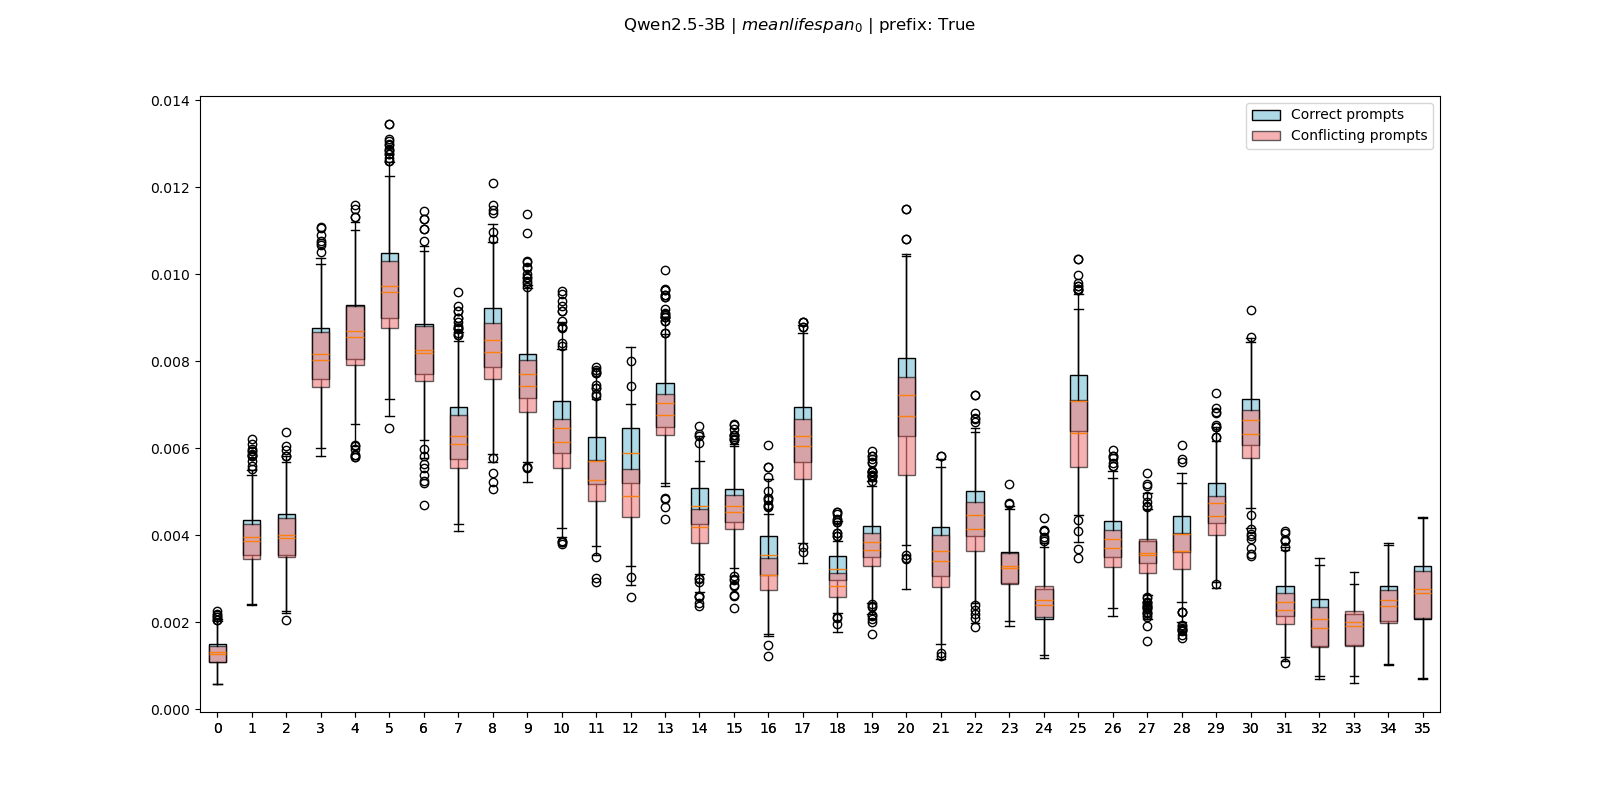 Qwen2.5-3B | meanlifespan₀ | prefix: True
Correct prompts
Conflicting prompts
0.014
0.012
0.010
0.008
0.006
0.004
0.002
0.000
0 1 2 3 4 5 6 7 8 9 10 11 12 13 14 15 16 17 18 19 20 21 22 23 24 25 26 27 28 29 30 31 32 33 34 35